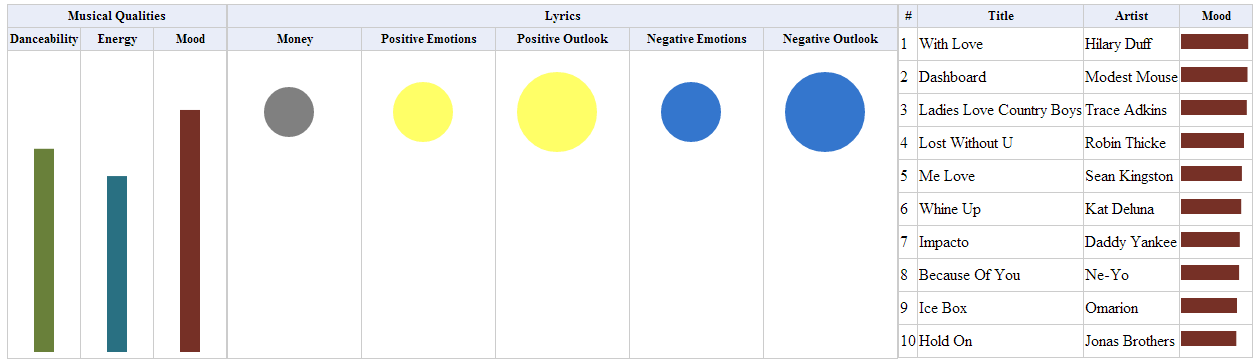 Musical Qualities Lyrics # Title Artist Mood
Danceability Energy Mood Money Positive Emotions Positive Outlook Negative Emotions Negative Outlook
1 With Love Hilary Duff
2 Dashboard Modest Mouse
3 Ladies Love Country Boys Trace Adkins
4 Lost Without U Robin Thicke
5 Me Love Sean Kingston
6 Whine Up Kat Deluna
7 Impacto Daddy Yankee
8 Because Of You Ne-Yo
9 Ice Box Omarion
10 Hold On Jonas Brothers